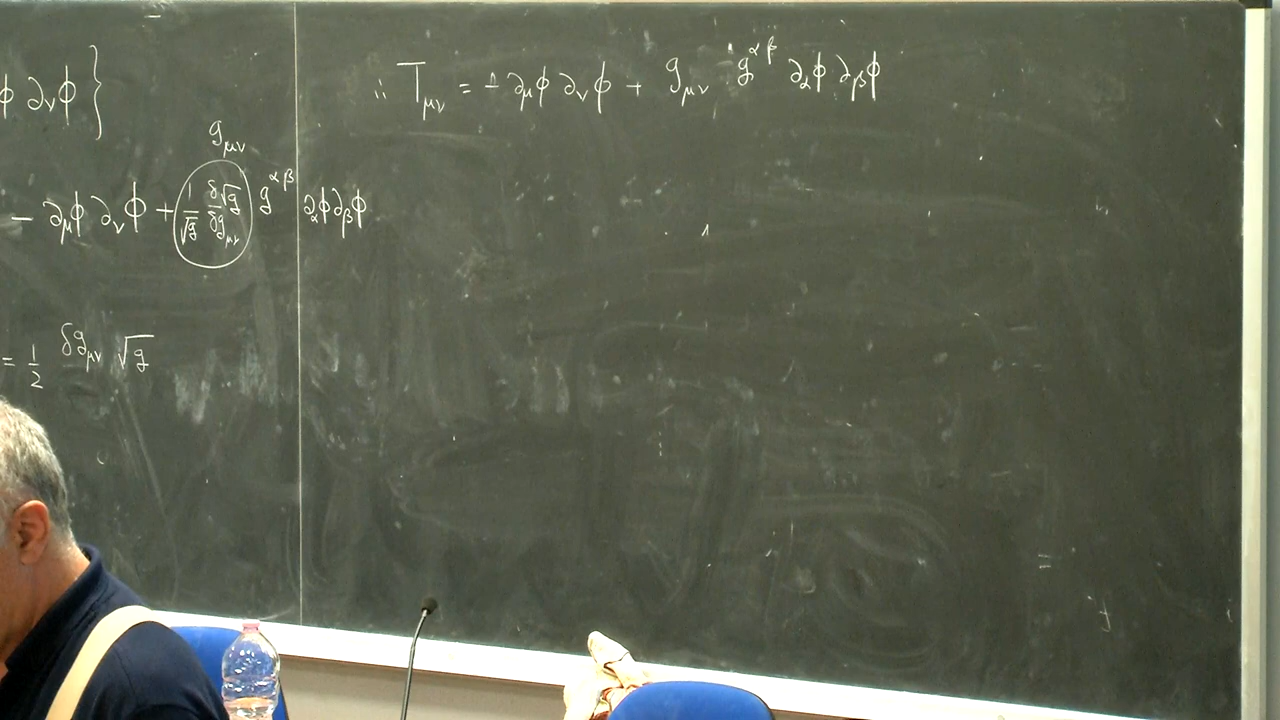 ϕ ∂_νϕ }
g_μν
− ∂_μϕ ∂_νϕ + (1/√g δ√g/δg_μν) g^αβ ∂_αϕ ∂_βϕ
= 1/2 δg_μν √g
∴ T_μν = − ∂_μϕ ∂_νϕ + g_μν g^αβ ∂_αϕ ∂_βϕ